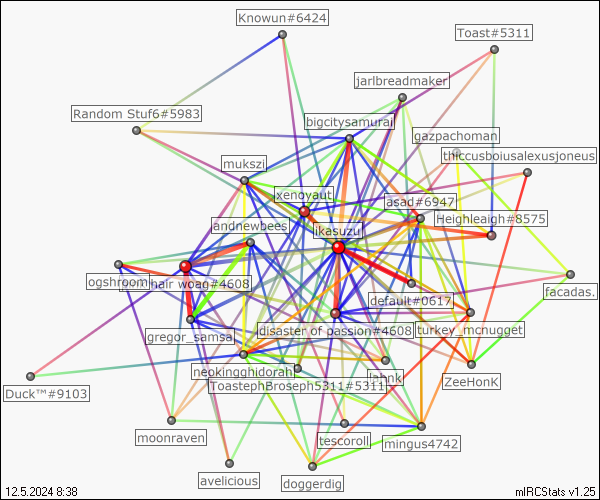 Knowun#6424
Toast#5311
jarlbreadmaker
Random Stuf6#5983
bigcitysamurai
gazpachoman
thiccusboiusalexusjoneus
mukszi
xenoyaut
asad#6947
Heighleaigh#8575
andnewbees
ikasuzu
ogshroom
hair woag#4608
default#0617
facadas.
gregor_samsa
disaster of passion#4608
turkey_mcnugget
neokingghidorah
lahnk
ZeeHonK
ToastephBroseph5311#5311
Duck™#9103
moonraven
tescoroll
mingus4742
avelicious
doggerdig
12.5.2024 8:38
mIRCStats v1.25